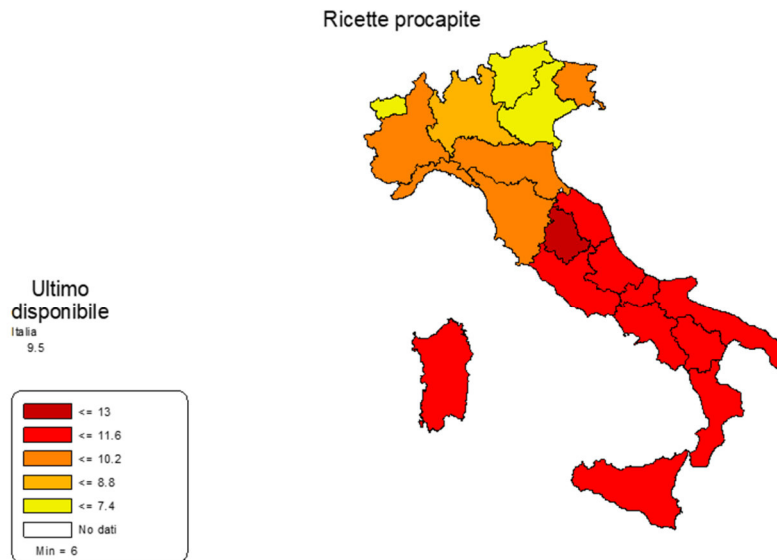 Ricette procapite
Ultimo
disponibile
Italia
9.5
<= 13
<= 11.6
<= 10.2
<= 8.8
<= 7.4
No dati
Min = 6